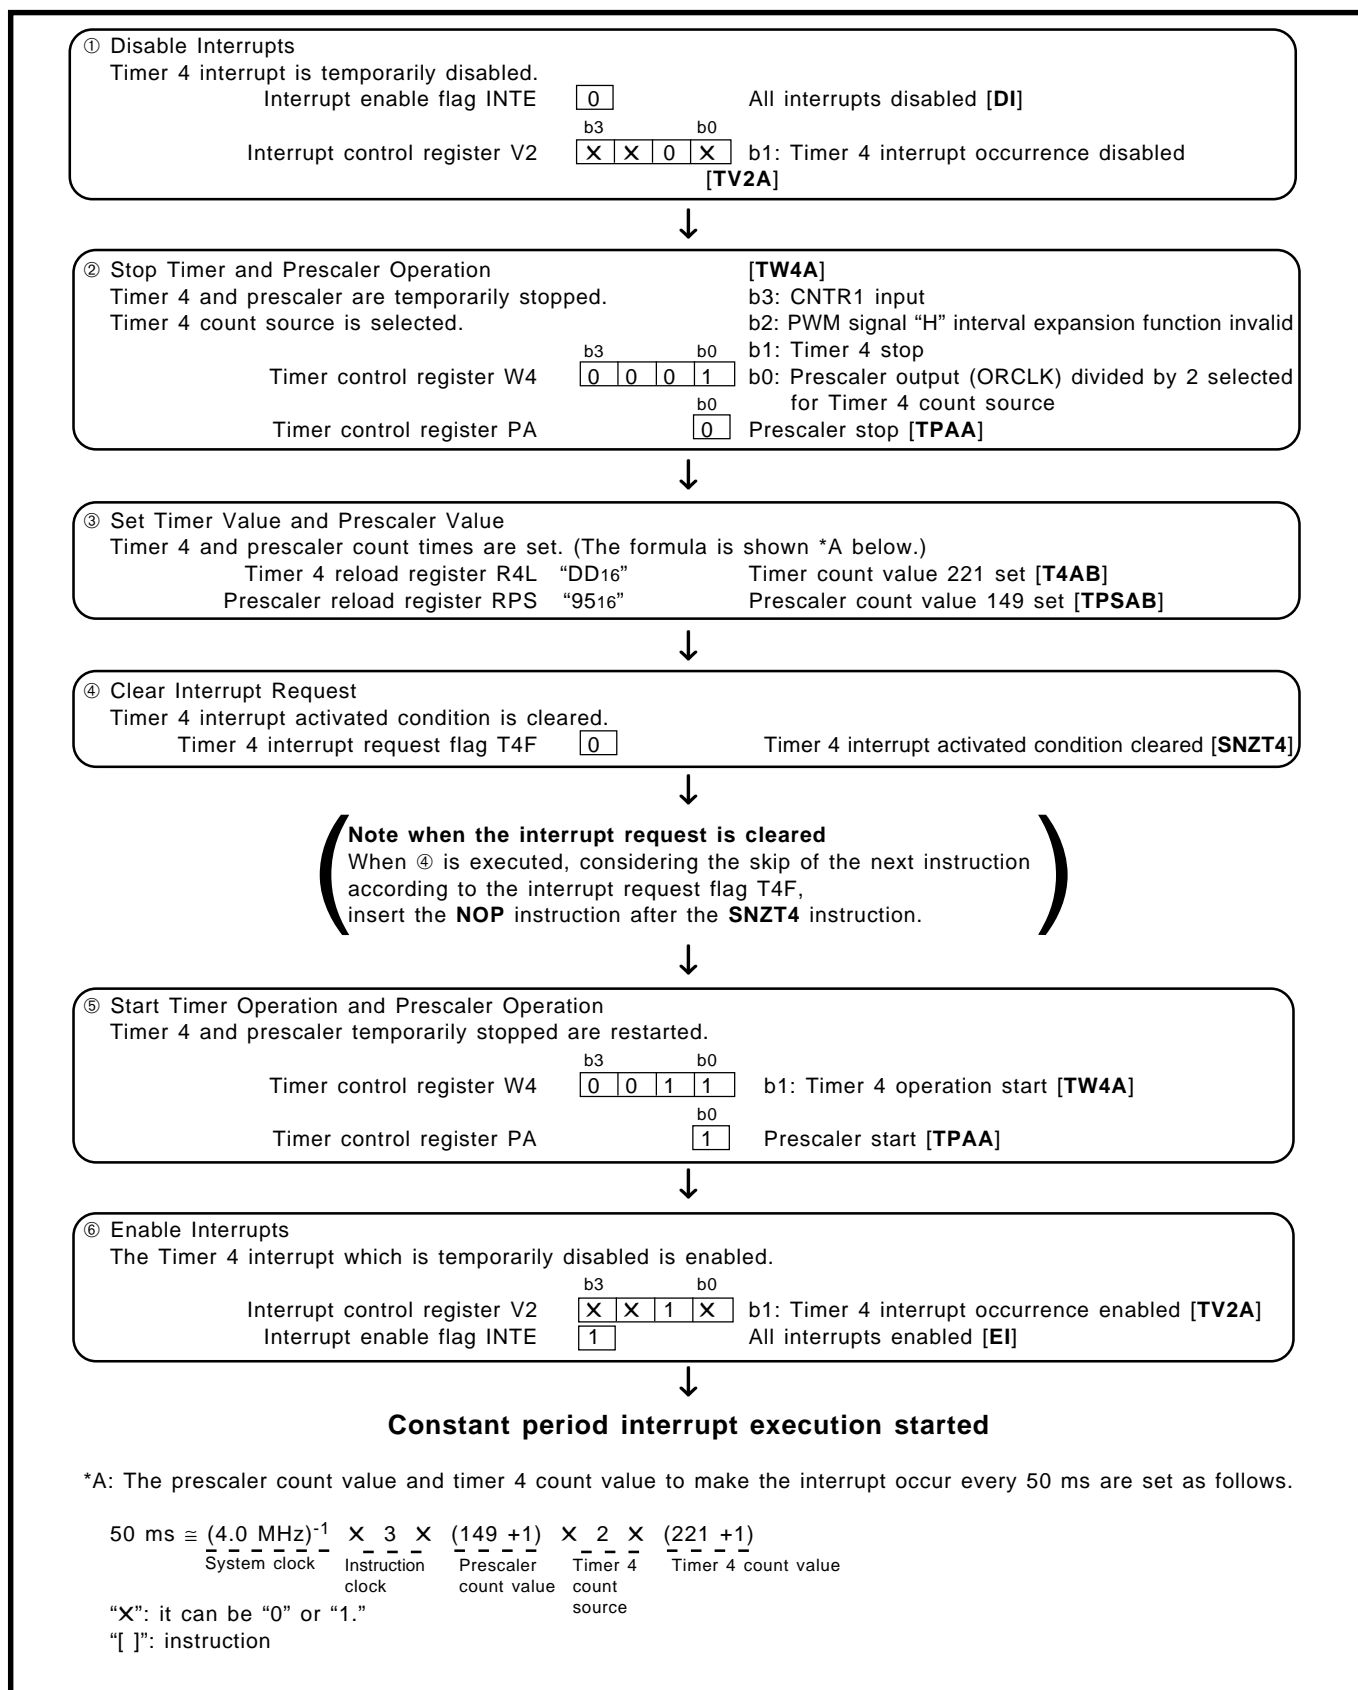 ① Disable Interrupts
Timer 4 interrupt is temporarily disabled.
Interrupt enable flag INTE 0 All interrupts disabled [DI]
b3 b0
Interrupt control register V2 ✕ ✕ 0 ✕ b1: Timer 4 interrupt occurrence disabled
[TV2A]
↓
② Stop Timer and Prescaler Operation [TW4A]
Timer 4 and prescaler are temporarily stopped. b3: CNTR1 input
Timer 4 count source is selected. b2: PWM signal “H” interval expansion function invalid
b3 b0 b1: Timer 4 stop
Timer control register W4 0 0 0 1 b0: Prescaler output (ORCLK) divided by 2 selected
b0 for Timer 4 count source
Timer control register PA 0 Prescaler stop [TPAA]
↓
③ Set Timer Value and Prescaler Value
Timer 4 and prescaler count times are set. (The formula is shown *A below.)
Timer 4 reload register R4L “DD16” Timer count value 221 set [T4AB]
Prescaler reload register RPS “9516” Prescaler count value 149 set [TPSAB]
↓
④ Clear Interrupt Request
Timer 4 interrupt activated condition is cleared.
Timer 4 interrupt request flag T4F 0 Timer 4 interrupt activated condition cleared [SNZT4]
↓
Note when the interrupt request is cleared
When ④ is executed, considering the skip of the next instruction
according to the interrupt request flag T4F,
insert the NOP instruction after the SNZT4 instruction.
↓
⑤ Start Timer Operation and Prescaler Operation
Timer 4 and prescaler temporarily stopped are restarted.
b3 b0
Timer control register W4 0 0 1 1 b1: Timer 4 operation start [TW4A]
b0
Timer control register PA 1 Prescaler start [TPAA]
↓
⑥ Enable Interrupts
The Timer 4 interrupt which is temporarily disabled is enabled.
b3 b0
Interrupt control register V2 ✕ ✕ 1 ✕ b1: Timer 4 interrupt occurrence enabled [TV2A]
Interrupt enable flag INTE 1 All interrupts enabled [EI]
↓
Constant period interrupt execution started
*A: The prescaler count value and timer 4 count value to make the interrupt occur every 50 ms are set as follows.
50 ms ≅ (4.0 MHz)-1 ✕ 3 ✕ (149 +1) ✕ 2 ✕ (221 +1)
System clock Instruction Prescaler Timer 4 Timer 4 count value
clock count value count
source
“✕”: it can be “0” or “1.”
“[ ]”: instruction